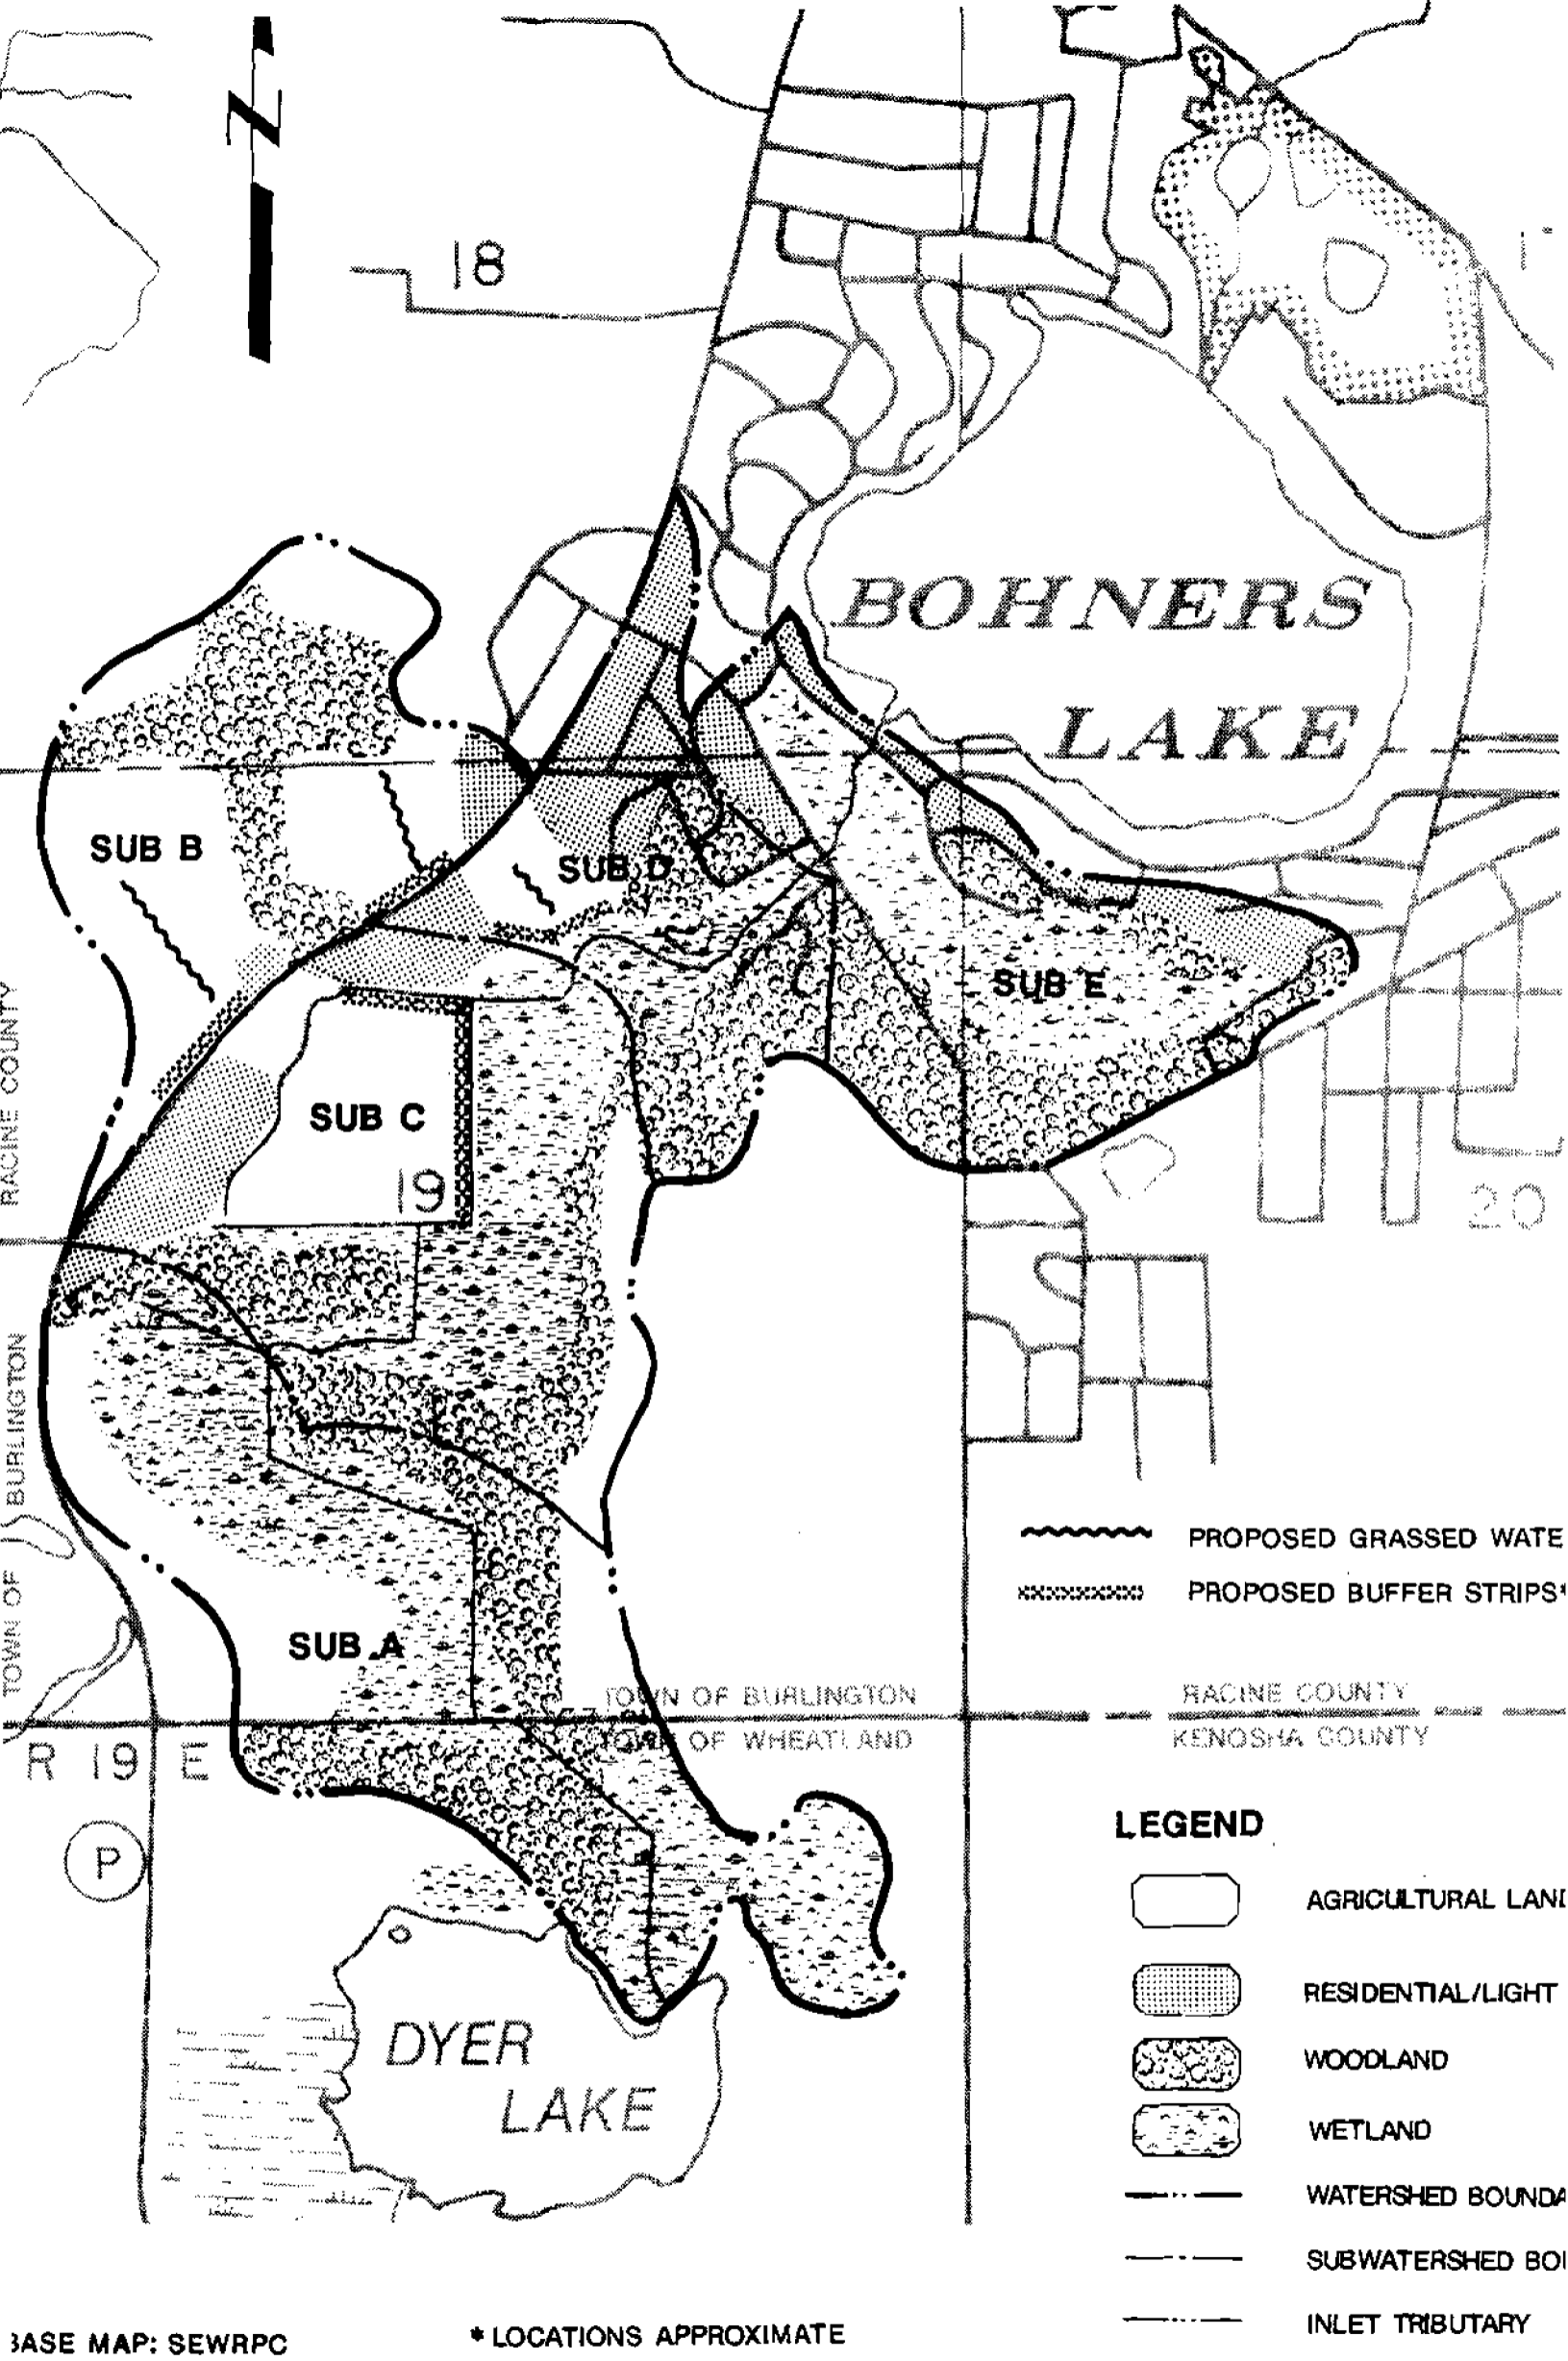 18
BOHNERS
LAKE
SUB B
SUB D
SUB E
RACINE COUNTY
SUB C
19
20
TOWN OF BURLINGTON
PROPOSED GRASSED WATE
PROPOSED BUFFER STRIPS*
SUB A
TOWN OF BURLINGTON
RACINE COUNTY
TOWN OF WHEATLAND
KENOSHA COUNTY
R 19 E
P
LEGEND
AGRICULTURAL LAND
RESIDENTIAL/LIGHT
WOODLAND
WETLAND
DYER
LAKE
WATERSHED BOUNDA
SUBWATERSHED BO
INLET TRIBUTARY
BASE MAP: SEWRPC
* LOCATIONS APPROXIMATE